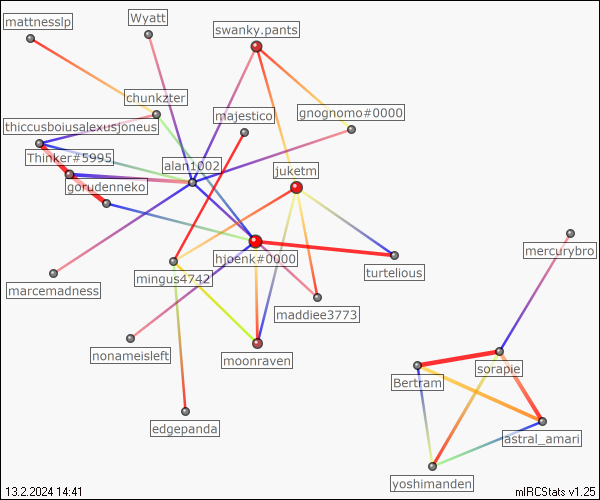 mattnesslp
Wyatt
swanky.pants
chunkzter
majestico
gnognomo#0000
thiccusboiusalexusjoneus
Thinker#5995
alan1002
juketm
gorudenneko
mercurybro
hjoenk#0000
turtelious
marcemadness
mingus4742
maddiee3773
nonameisleft
moonraven
sorapie
Bertram
edgepanda
astral_amari
yoshimanden
13.2.2024 14:41
mIRCStats v1.25